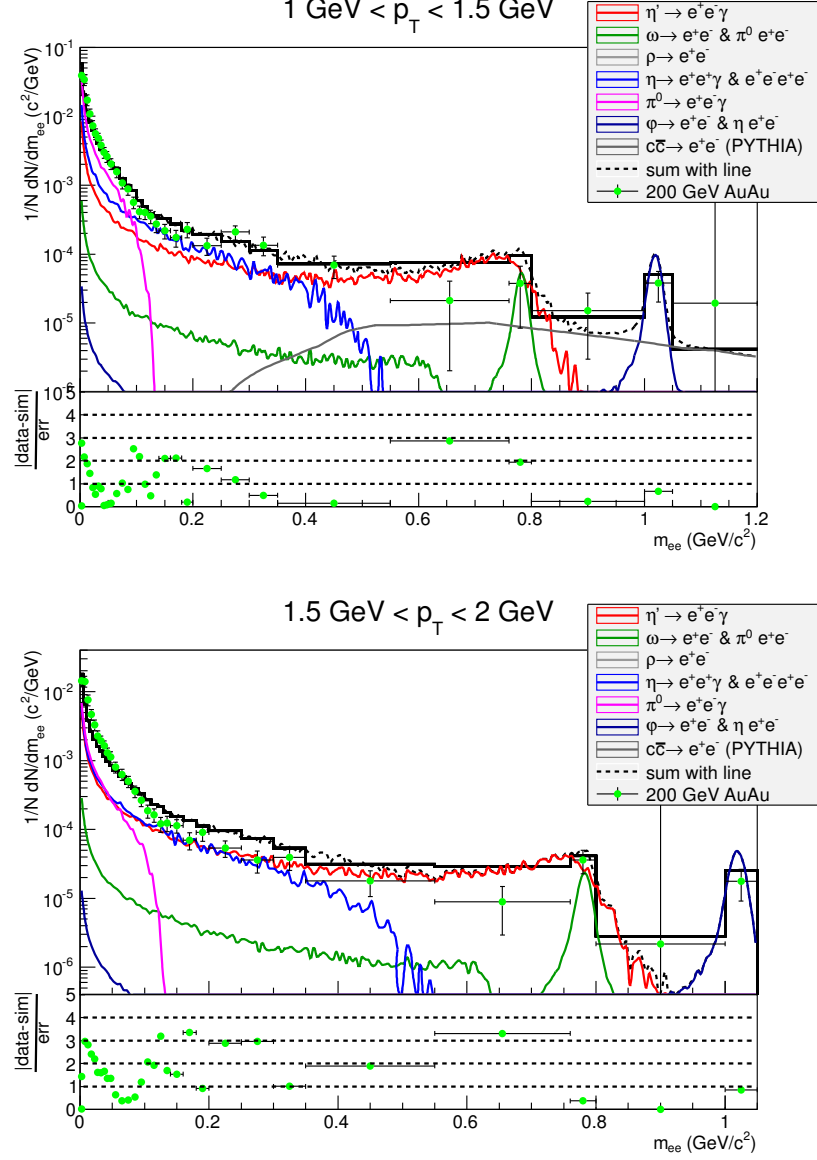 1 GeV < p_T < 1.5 GeV
η' → e⁺e⁻γ
ω → e⁺e⁻ & π⁰ e⁺e⁻
ρ → e⁺e⁻
η → e⁺e⁺γ & e⁺e⁻e⁺e⁻
π⁰ → e⁺e⁻γ
φ → e⁺e⁻ & η e⁺e⁻
cc̅ → e⁺e⁻ (PYTHIA)
sum with line
200 GeV AuAu
1/N dN/dm_ee (c²/GeV)
10⁻¹
10⁻²
10⁻³
10⁻⁴
10⁻⁵
10⁻⁶
|data-sim|
err
5
4
3
2
1
0
0 0.2 0.4 0.6 0.8 1 1.2
m_ee (GeV/c²)
1.5 GeV < p_T < 2 GeV
η' → e⁺e⁻γ
ω → e⁺e⁻ & π⁰ e⁺e⁻
ρ → e⁺e⁻
η → e⁺e⁺γ & e⁺e⁻e⁺e⁻
π⁰ → e⁺e⁻γ
φ → e⁺e⁻ & η e⁺e⁻
cc̅ → e⁺e⁻ (PYTHIA)
sum with line
200 GeV AuAu
1/N dN/dm_ee (c²/GeV)
10⁻²
10⁻³
10⁻⁴
10⁻⁵
10⁻⁶
|data-sim|
err
5
4
3
2
1
0
0 0.2 0.4 0.6 0.8 1
m_ee (GeV/c²)